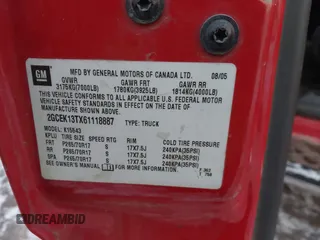 GM
MFD BY GENERAL MOTORS OF CANADA LTD. 08/05
GVWR GAWR FRT GAWR RR
3175KG(7000LB) 1780KG(3925LB) 1814KG(4000LB)
THIS VEHICLE CONFORMS TO ALL APPLICABLE U.S. FEDERAL
MOTOR VEHICLE SAFETY, BUMPER, AND THEFT PREVENTION
STANDARDS IN EFFECT ON THE DATE OF MANUFACTURE
SHOWN ABOVE.
2GCEK13TX61118887 TYPE: TRUCK
MODEL: K15543
KPLU TIRE SIZE SPEED RTG RIM COLD TIRE PRESSURE
FRT P265/70R17 S 17X7.5J 240KPA(35PSI)
RR P265/70R17 S 17X7.5J 240KPA(35PSI)
SPA P265/70R17 S 17X7.5J 240KPA(35PSI)
SEE OWNER'S MANUAL FOR ADDITIONAL INFORMATION.
DREAMBID